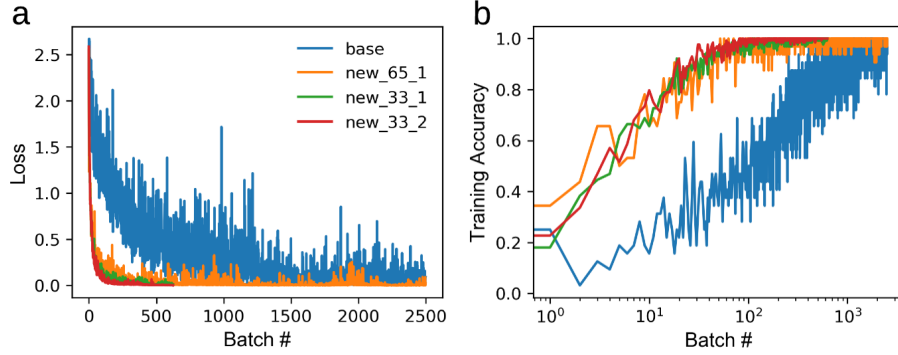 a
2.5
2.0
1.5
1.0
0.5
0.0
Loss
0
500
1000
1500
2000
2500
Batch #
base
new_65_1
new_33_1
new_33_2
b
1.0
0.8
0.6
0.4
0.2
0.0
Training Accuracy
10⁰
10¹
10²
10³
Batch #